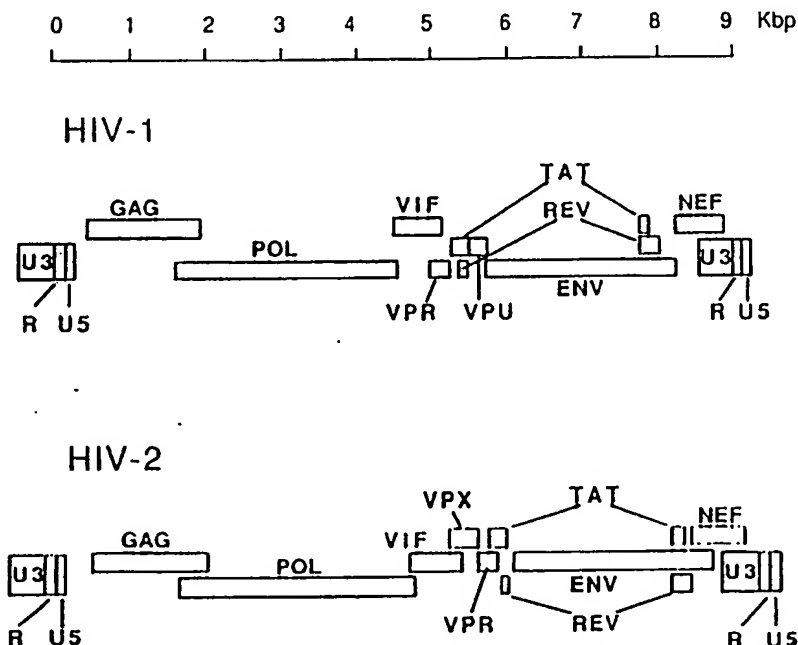 0 1 2 3 4 5 6 7 8 9 Kbp
HIV-1
TAT
GAG VIF REV NEF
U3 POL U3
R U5 VPR VPU ENV R U5
HIV-2
VPX TAT NEF
GAG VIF
U3 POL ENV U3
R U5 VPR REV R U5